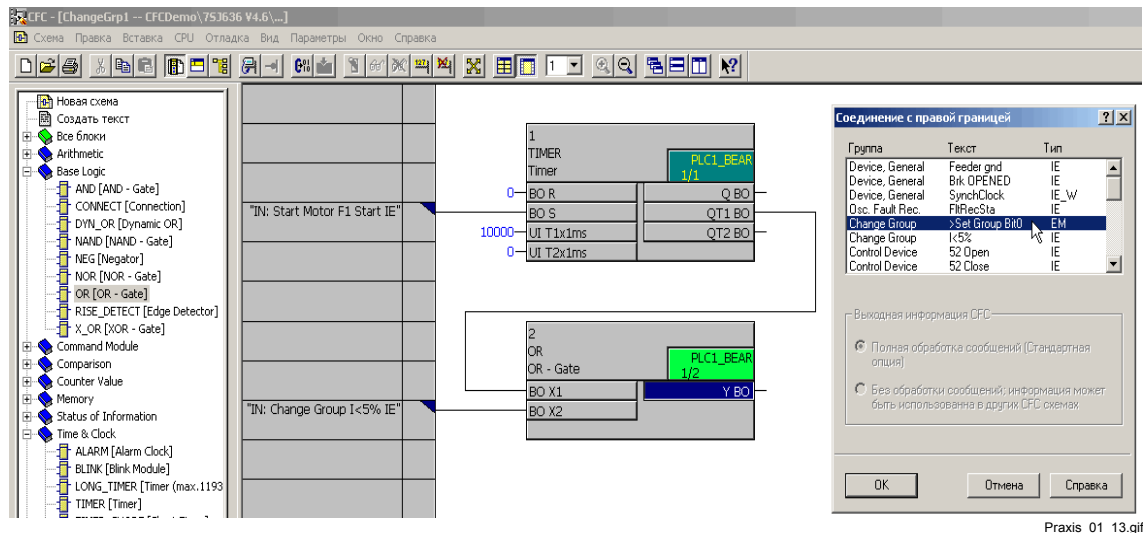 CFC - [ChangeGrp1 -- CFCDemo\7SJ636 V4.6\...]
Схема Правка Вставка CPU Отладка Вид Параметры Окно Справка
1
Новая схема
Создать текст
Все блоки
Arithmetic
Base Logic
AND [AND - Gate]
CONNECT [Connection]
DYN_OR [Dynamic OR]
NAND [NAND - Gate]
NEG [Negator]
NOR [NOR - Gate]
OR [OR - Gate]
RISE_DETECT [Edge Detector]
X_OR [XOR - Gate]
Command Module
Comparison
Counter Value
Memory
Status of Information
Time & Clock
ALARM [Alarm Clock]
BLINK [Blink Module]
LONG_TIMER [Timer (max.1193
TIMER [Timer]
"IN: Start Motor F1 Start IE"
"IN: Change Group I<5% IE"
1
TIMER
Timer
PLC1_BEAR
1/1
0 BO R Q BO
BO S QT1 BO
10000 UI T1x1ms QT2 BO
0 UI T2x1ms
2
OR
OR - Gate
PLC1_BEAR
1/2
BO X1 Y BO
BO X2
Соединение с правой границей
Группа Текст Тип
Device, General Feeder gnd IE
Device, General Brk OPENED IE
Device, General SynchClock IE_W
Osc. Fault Rec. FltRecSta IE
Change Group >Set Group Bit0 EM
Change Group I<5% IE
Control Device 52 Open IE
Control Device 52 Close IE
Выходная информация CFC
Полная обработка сообщений (Стандартная
опция)
Без обработки сообщений; информация может
быть использованна в других CFC схемах
OK Отмена Справка
Praxis_01_13.gif